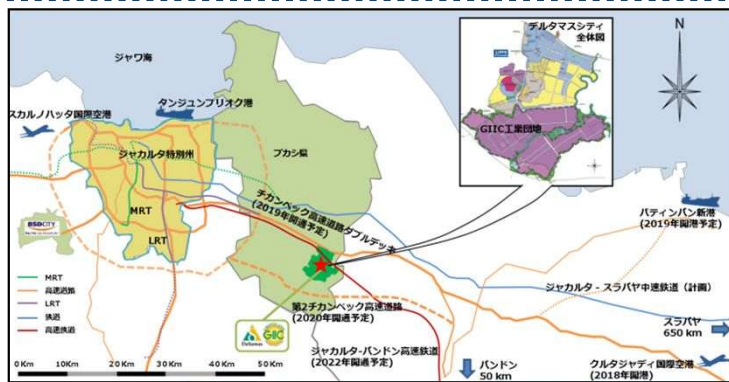 デルタマスシティ
全体図
GIIC工業団地
N
ジャワ海
タンジュンプリオク港
スカルノハッタ国際空港
ジャカルタ特別州
ブカシ県
チカンペック高速道路ダブルデッカ
(2019年開通予定)
パティンバン新港
(2019年開港予定)
MRT
LRT
BSDCITY
MRT
高速道路
LRT
鉄道
高速鉄道
ジャカルタ - スラバヤ中速鉄道(計画)
第2チカンペック高速道路
(2020年開通予定)
スラバヤ
650 km
Deltamas
GIIC
ジャカルタ-バンドン高速鉄道
(2022年開通予定)
バンドン
50 km
クルタジャディ国際空港
(2018年開港)
0 Km 10Km 20 Km 30 Km 40 Km 50 Km